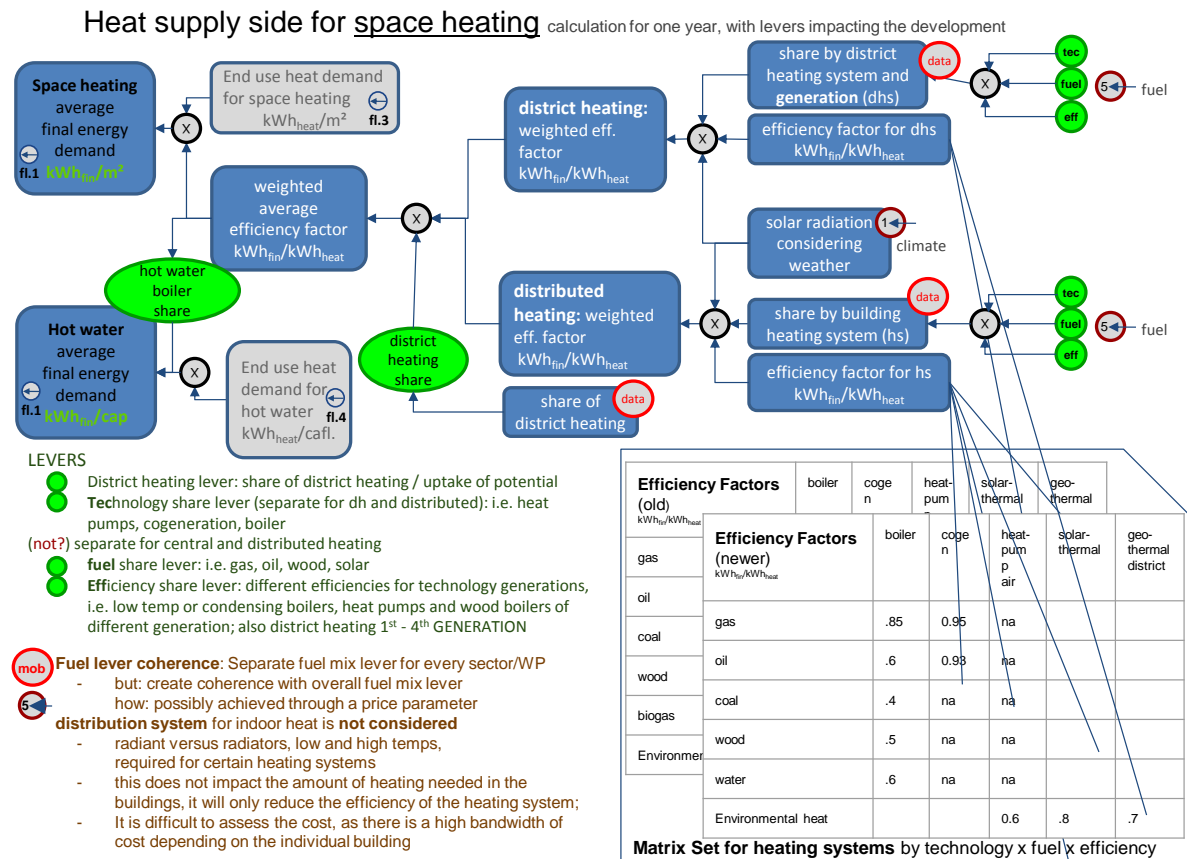 Heat supply side for space heating calculation for one year, with levers impacting the development
Space heating
average
final energy
demand
fl.1 kWhfin/m²
X
End use heat demand
for space heating
kWhheat/m²
fl.3
weighted
average
efficiency factor
kWhfin/kWhheat
hot water
boiler
share
Hot water
average
final energy
demand
fl.1 kWhfin/cap
X
End use heat
demand for
hot water
kWhheat/cafl.
fl.4
X
district
heating
share
district heating:
weighted eff.
factor
kWhfin/kWhheat
distributed
heating: weighted
eff. factor
kWhfin/kWhheat
share of
district heating
data
X
X
share by district
heating system and
generation (dhs)
data
efficiency factor for dhs
kWhfin/kWhheat
solar radiation
considering
weather
1
climate
share by building
heating system (hs)
data
efficiency factor for hs
kWhfin/kWhheat
X
tec
fuel
eff
5
fuel
X
tec
fuel
eff
5
fuel
LEVERS
District heating lever: share of district heating / uptake of potential
Technology share lever (separate for dh and distributed): i.e. heat
pumps, cogeneration, boiler
(not?) separate for central and distributed heating
fuel share lever: i.e. gas, oil, wood, solar
Efficiency share lever: different efficiencies for technology generations,
i.e. low temp or condensing boilers, heat pumps and wood boilers of
different generation; also district heating 1st - 4th GENERATION
mob
Fuel lever coherence: Separate fuel mix lever for every sector/WP
- but: create coherence with overall fuel mix lever
5
how: possibly achieved through a price parameter
distribution system for indoor heat is not considered
- radiant versus radiators, low and high temps,
required for certain heating systems
- this does not impact the amount of heating needed in the
buildings, it will only reduce the efficiency of the heating system;
- It is difficult to assess the cost, as there is a high bandwidth of
cost depending on the individual building
Efficiency Factors
(old)
kWhfin/kWhheat
boiler
coge
n
heat-
pum
solar-
thermal
geo-
thermal
gas
oil
coal
wood
biogas
Environmen
Efficiency Factors
(newer)
kWhfin/kWhheat
boiler
coge
n
heat-
pum
p
air
solar-
thermal
geo-
thermal
district
gas .85 0.95 na
oil .6 0.93 na
coal .4 na na
wood .5 na na
water .6 na na
Environmental heat 0.6 .8 .7
Matrix Set for heating systems by technology x fuel x efficiency